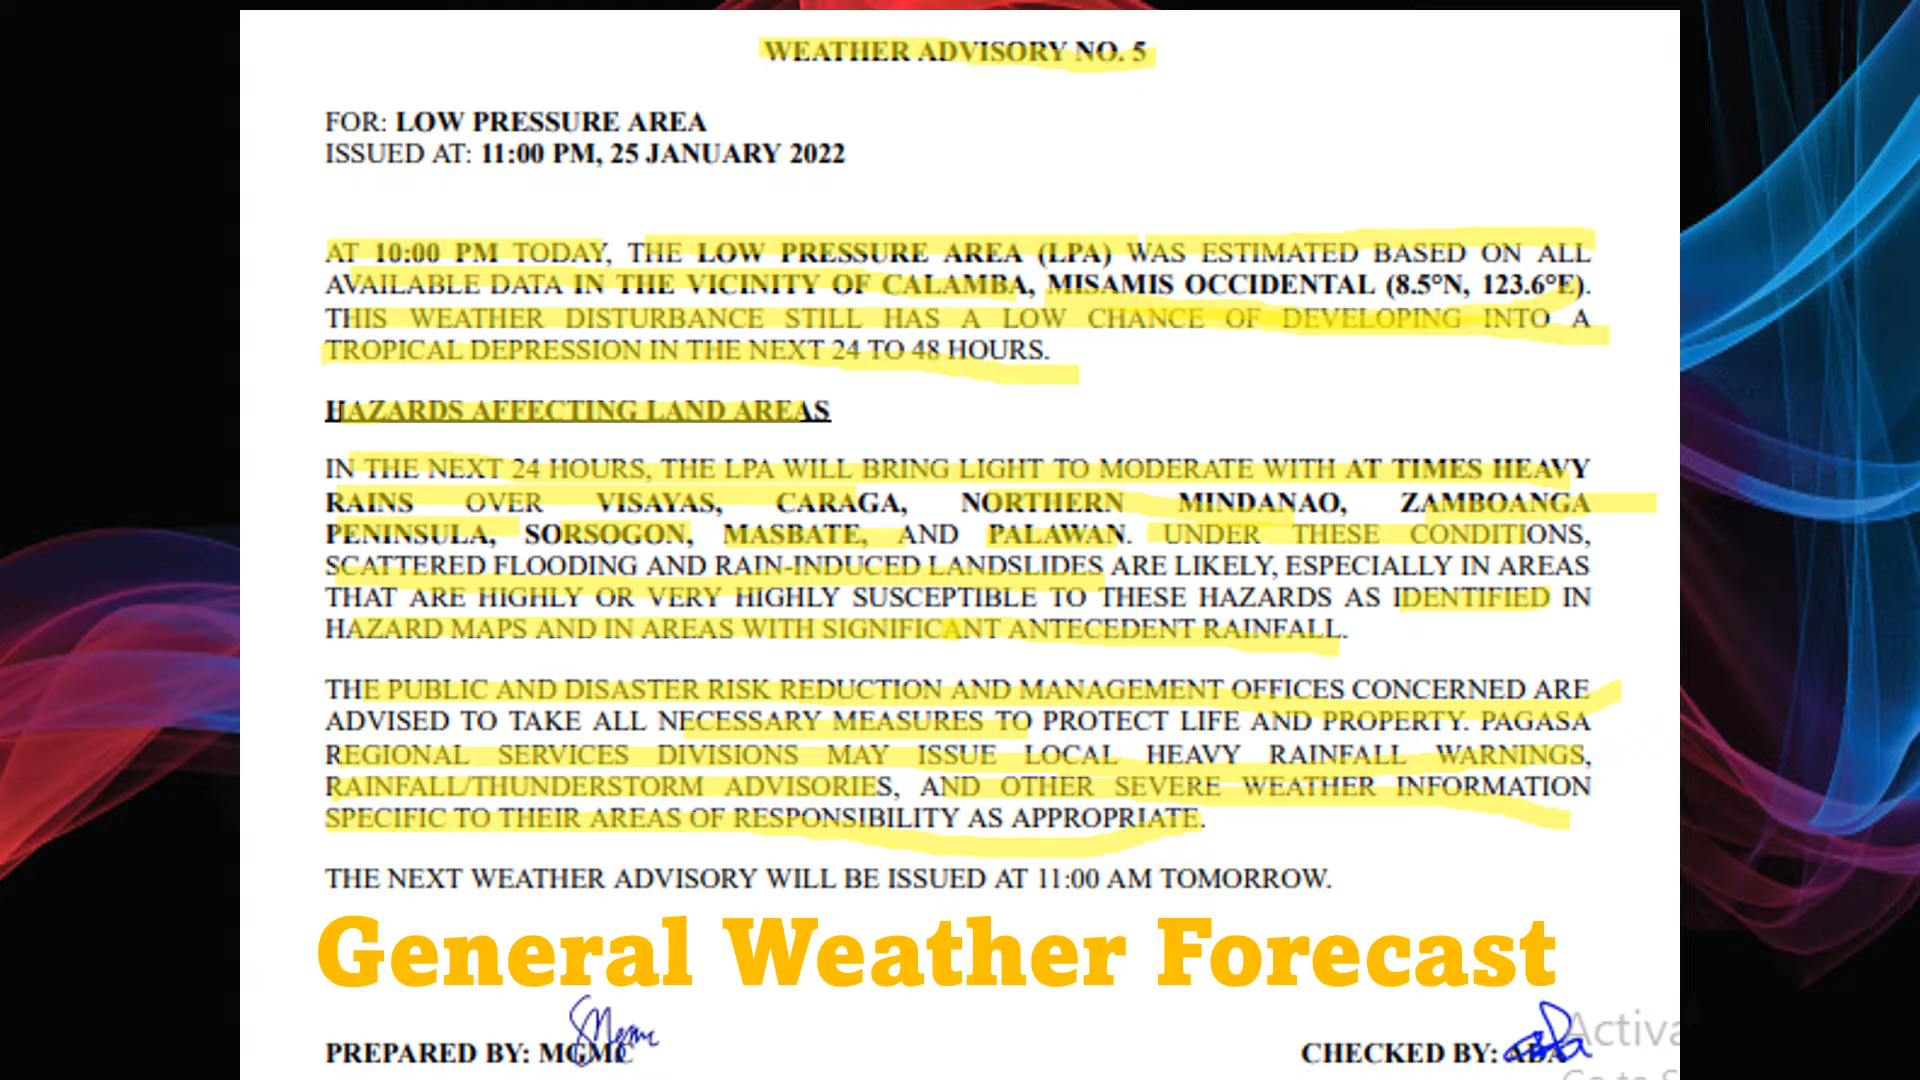 WEATHER ADVISORY NO. 5
FOR: LOW PRESSURE AREA
ISSUED AT: 11:00 PM, 25 JANUARY 2022
AT 10:00 PM TODAY, THE LOW PRESSURE AREA (LPA) WAS ESTIMATED BASED ON ALL
AVAILABLE DATA IN THE VICINITY OF CALAMBA, MISAMIS OCCIDENTAL (8.5°N, 123.6°E).
THIS WEATHER DISTURBANCE STILL HAS A LOW CHANCE OF DEVELOPING INTO A
TROPICAL DEPRESSION IN THE NEXT 24 TO 48 HOURS.
HAZARDS AFFECTING LAND AREAS
IN THE NEXT 24 HOURS, THE LPA WILL BRING LIGHT TO MODERATE WITH AT TIMES HEAVY
RAINS OVER VISAYAS, CARAGA, NORTHERN MINDANAO, ZAMBOANGA
PENINSULA, SORSOGON, MASBATE, AND PALAWAN. UNDER THESE CONDITIONS,
SCATTERED FLOODING AND RAIN-INDUCED LANDSLIDES ARE LIKELY, ESPECIALLY IN AREAS
THAT ARE HIGHLY OR VERY HIGHLY SUSCEPTIBLE TO THESE HAZARDS AS IDENTIFIED IN
HAZARD MAPS AND IN AREAS WITH SIGNIFICANT ANTECEDENT RAINFALL.
THE PUBLIC AND DISASTER RISK REDUCTION AND MANAGEMENT OFFICES CONCERNED ARE
ADVISED TO TAKE ALL NECESSARY MEASURES TO PROTECT LIFE AND PROPERTY. PAGASA
REGIONAL SERVICES DIVISIONS MAY ISSUE LOCAL HEAVY RAINFALL WARNINGS,
RAINFALL/THUNDERSTORM ADVISORIES, AND OTHER SEVERE WEATHER INFORMATION
SPECIFIC TO THEIR AREAS OF RESPONSIBILITY AS APPROPRIATE.
THE NEXT WEATHER ADVISORY WILL BE ISSUED AT 11:00 AM TOMORROW.
General Weather Forecast
PREPARED BY: MGMC
CHECKED BY: ADA
Activa